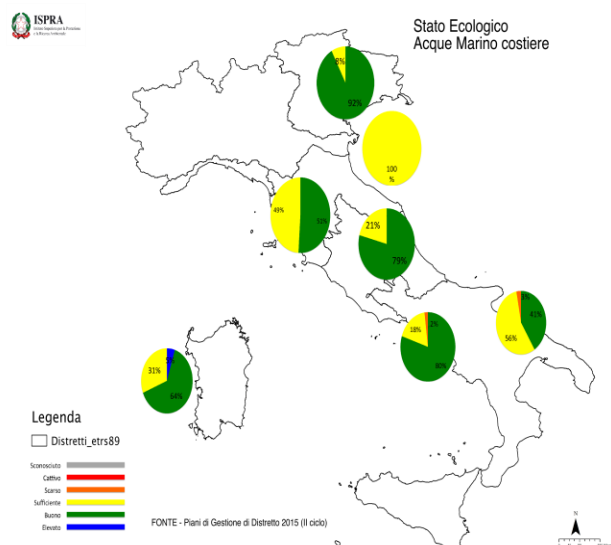 ISPRA
Stato Ecologico
Acque Marino costiere
8%
92%
100
%
49%
51%
21%
79%
3%
41%
56%
18%
2%
80%
31%
64%
Legenda
Distretti_etrs89
Sconosciuto
Cattivo
Scarso
Sufficiente
Buono
Elevato
FONTE - Piani di Gestione di Distretto 2015 (II ciclo)
N